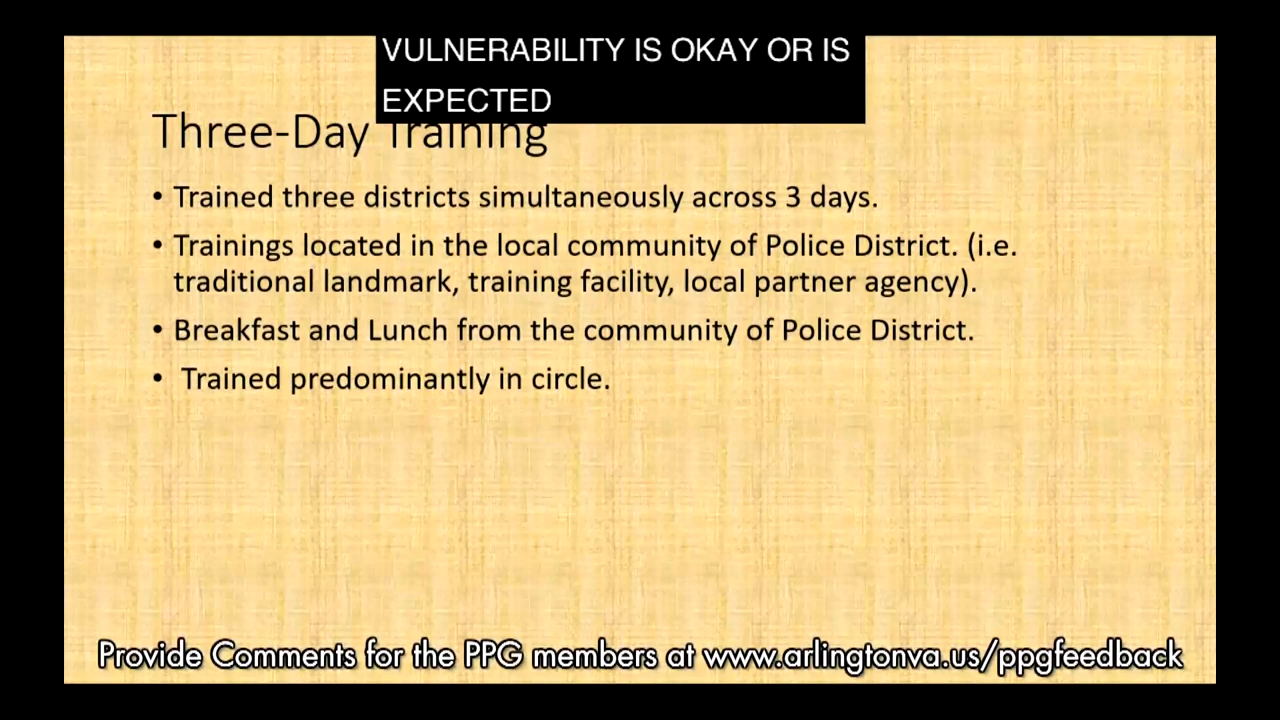 VULNERABILITY IS OKAY OR IS
EXPECTED
Three-Day Training
• Trained three districts simultaneously across 3 days.
• Trainings located in the local community of Police District. (i.e.
traditional landmark, training facility, local partner agency).
• Breakfast and Lunch from the community of Police District.
• Trained predominantly in circle.
Provide Comments for the PPG members at www.arlingtonva.us/ppgfeedback